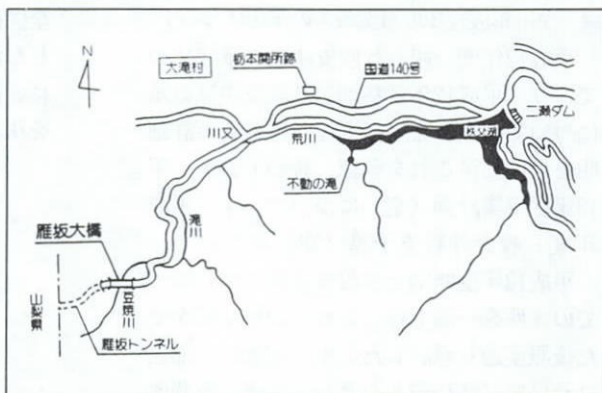 N
大滝村
栃本関所跡
国道140号
二瀬ダム
川又
荒川
秩父湖
不動の滝
滝川
雁坂大橋
豆焼川
山梨県
雁坂トンネル